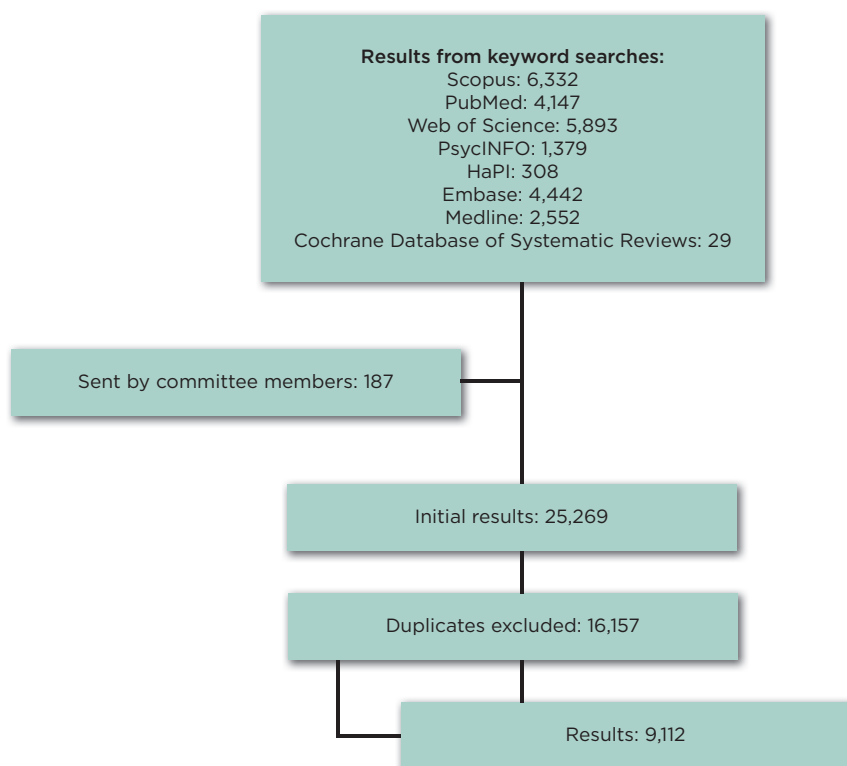 Results from keyword searches:
Scopus: 6,332
PubMed: 4,147
Web of Science: 5,893
PsycINFO: 1,379
HaPI: 308
Embase: 4,442
Medline: 2,552
Cochrane Database of Systematic Reviews: 29
Sent by committee members: 187
Initial results: 25,269
Duplicates excluded: 16,157
Results: 9,112